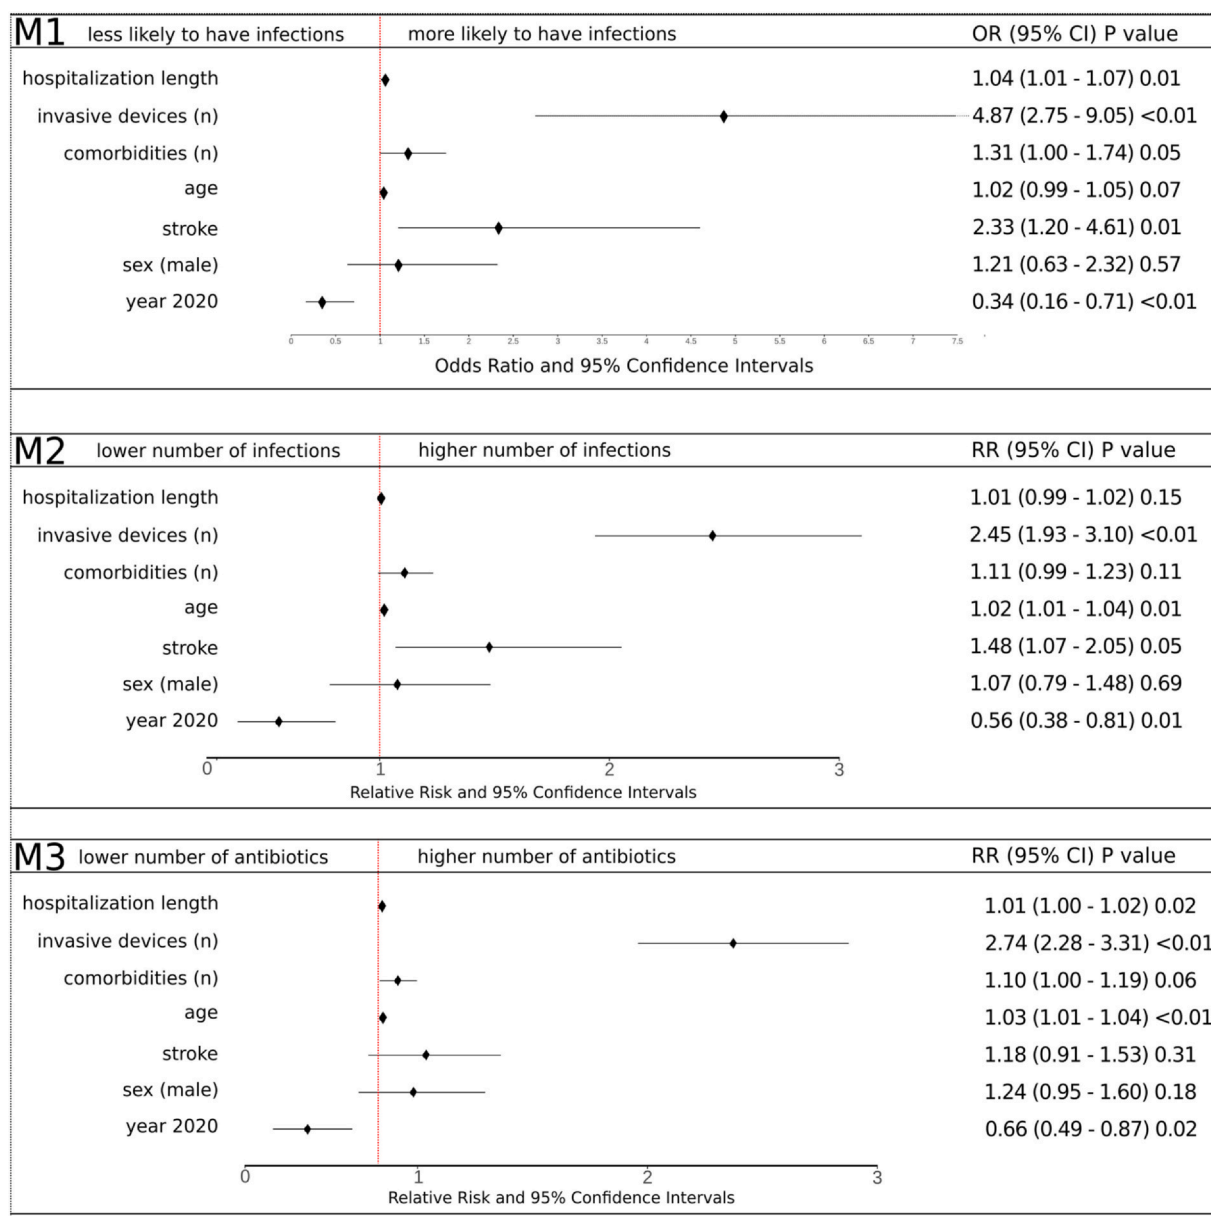 M1 less likely to have infections more likely to have infections OR (95% CI) P value
hospitalization length 1.04 (1.01 - 1.07) 0.01
invasive devices (n) 4.87 (2.75 - 9.05) <0.01
comorbidities (n) 1.31 (1.00 - 1.74) 0.05
age 1.02 (0.99 - 1.05) 0.07
stroke 2.33 (1.20 - 4.61) 0.01
sex (male) 1.21 (0.63 - 2.32) 0.57
year 2020 0.34 (0.16 - 0.71) <0.01
0 0.5 1 1.5 2 2.5 3 3.5 4 4.5 5 5.5 6 6.5 7 7.5
Odds Ratio and 95% Confidence Intervals
M2 lower number of infections higher number of infections RR (95% CI) P value
hospitalization length 1.01 (0.99 - 1.02) 0.15
invasive devices (n) 2.45 (1.93 - 3.10) <0.01
comorbidities (n) 1.11 (0.99 - 1.23) 0.11
age 1.02 (1.01 - 1.04) 0.01
stroke 1.48 (1.07 - 2.05) 0.05
sex (male) 1.07 (0.79 - 1.48) 0.69
year 2020 0.56 (0.38 - 0.81) 0.01
0 1 2 3
Relative Risk and 95% Confidence Intervals
M3 lower number of antibiotics higher number of antibiotics RR (95% CI) P value
hospitalization length 1.01 (1.00 - 1.02) 0.02
invasive devices (n) 2.74 (2.28 - 3.31) <0.01
comorbidities (n) 1.10 (1.00 - 1.19) 0.06
age 1.03 (1.01 - 1.04) <0.01
stroke 1.18 (0.91 - 1.53) 0.31
sex (male) 1.24 (0.95 - 1.60) 0.18
year 2020 0.66 (0.49 - 0.87) 0.02
0 1 2 3
Relative Risk and 95% Confidence Intervals